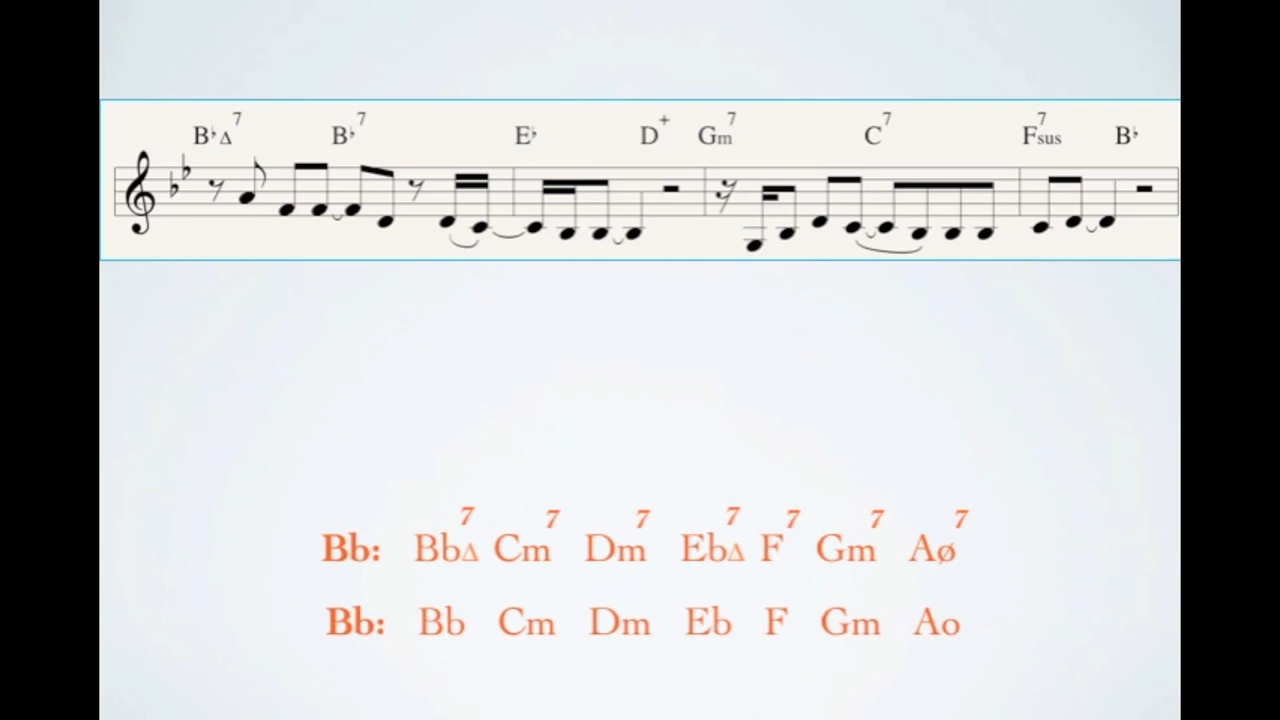 B♭Δ7 B♭7 E♭ D+ Gm7 C7 F7sus B♭
Bb: BbΔ7 Cm7 Dm7 EbΔ7 F7 Gm7 Aø7
Bb: Bb Cm Dm Eb F Gm Ao